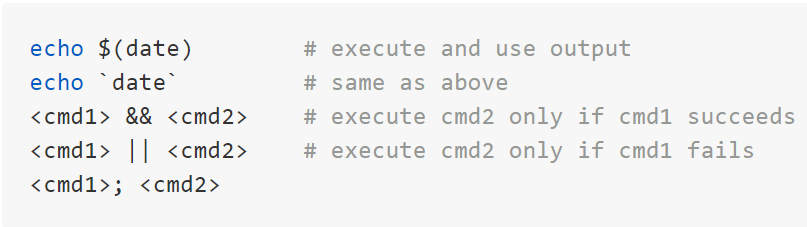 echo $(date)        # execute and use output
echo `date`         # same as above
<cmd1> && <cmd2>    # execute cmd2 only if cmd1 succeeds
<cmd1> || <cmd2>    # execute cmd2 only if cmd1 fails
<cmd1>; <cmd2>